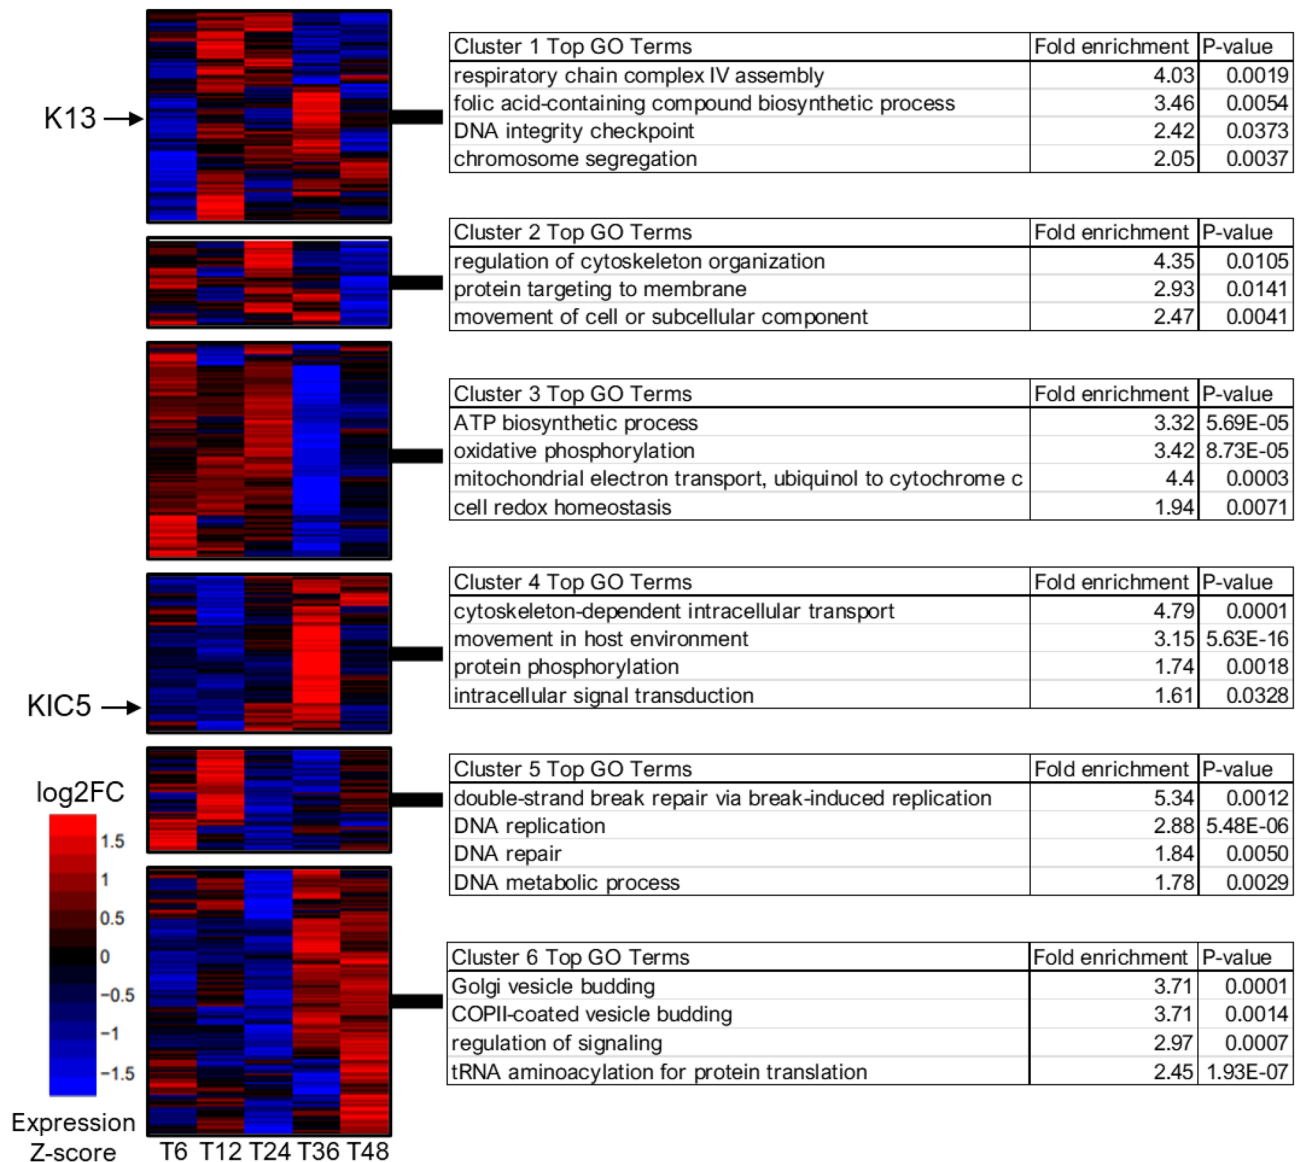 K13
Cluster 1 Top GO Terms Fold enrichment P-value
respiratory chain complex IV assembly 4.03 0.0019
folic acid-containing compound biosynthetic process 3.46 0.0054
DNA integrity checkpoint 2.42 0.0373
chromosome segregation 2.05 0.0037
Cluster 2 Top GO Terms Fold enrichment P-value
regulation of cytoskeleton organization 4.35 0.0105
protein targeting to membrane 2.93 0.0141
movement of cell or subcellular component 2.47 0.0041
Cluster 3 Top GO Terms Fold enrichment P-value
ATP biosynthetic process 3.32 5.69E-05
oxidative phosphorylation 3.42 8.73E-05
mitochondrial electron transport, ubiquinol to cytochrome c 4.4 0.0003
cell redox homeostasis 1.94 0.0071
KIC5
Cluster 4 Top GO Terms Fold enrichment P-value
cytoskeleton-dependent intracellular transport 4.79 0.0001
movement in host environment 3.15 5.63E-16
protein phosphorylation 1.74 0.0018
intracellular signal transduction 1.61 0.0328
Cluster 5 Top GO Terms Fold enrichment P-value
double-strand break repair via break-induced replication 5.34 0.0012
DNA replication 2.88 5.48E-06
DNA repair 1.84 0.0050
DNA metabolic process 1.78 0.0029
Cluster 6 Top GO Terms Fold enrichment P-value
Golgi vesicle budding 3.71 0.0001
COPII-coated vesicle budding 3.71 0.0014
regulation of signaling 2.97 0.0007
tRNA aminoacylation for protein translation 2.45 1.93E-07
log2FC
1.5
1
0.5
0
−0.5
−1
−1.5
Expression
Z-score
T6 T12 T24 T36 T48